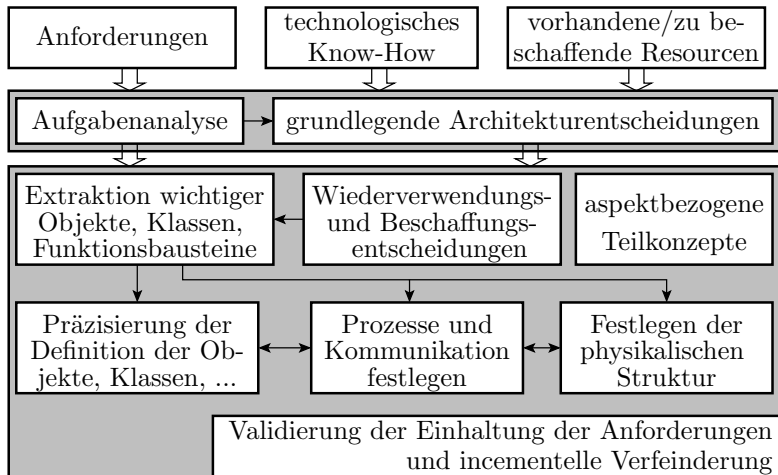 Anforderungen
technologisches
Know-How
vorhandene/zu be-
schaffende Resourcen
Aufgabenanalyse
grundlegende Architekturentscheidungen
Extraktion wichtiger
Objekte, Klassen,
Funktionsbausteine
Wiederverwendungs-
und Beschaffungs-
entscheidungen
aspektbezogene
Teilkonzepte
Präzisierung der
Definition der Ob-
jekte, Klassen, ...
Prozesse und
Kommunikation
festlegen
Festlegen der
physikalischen
Struktur
Validierung der Einhaltung der Anforderungen
und incementelle Verfeinderung